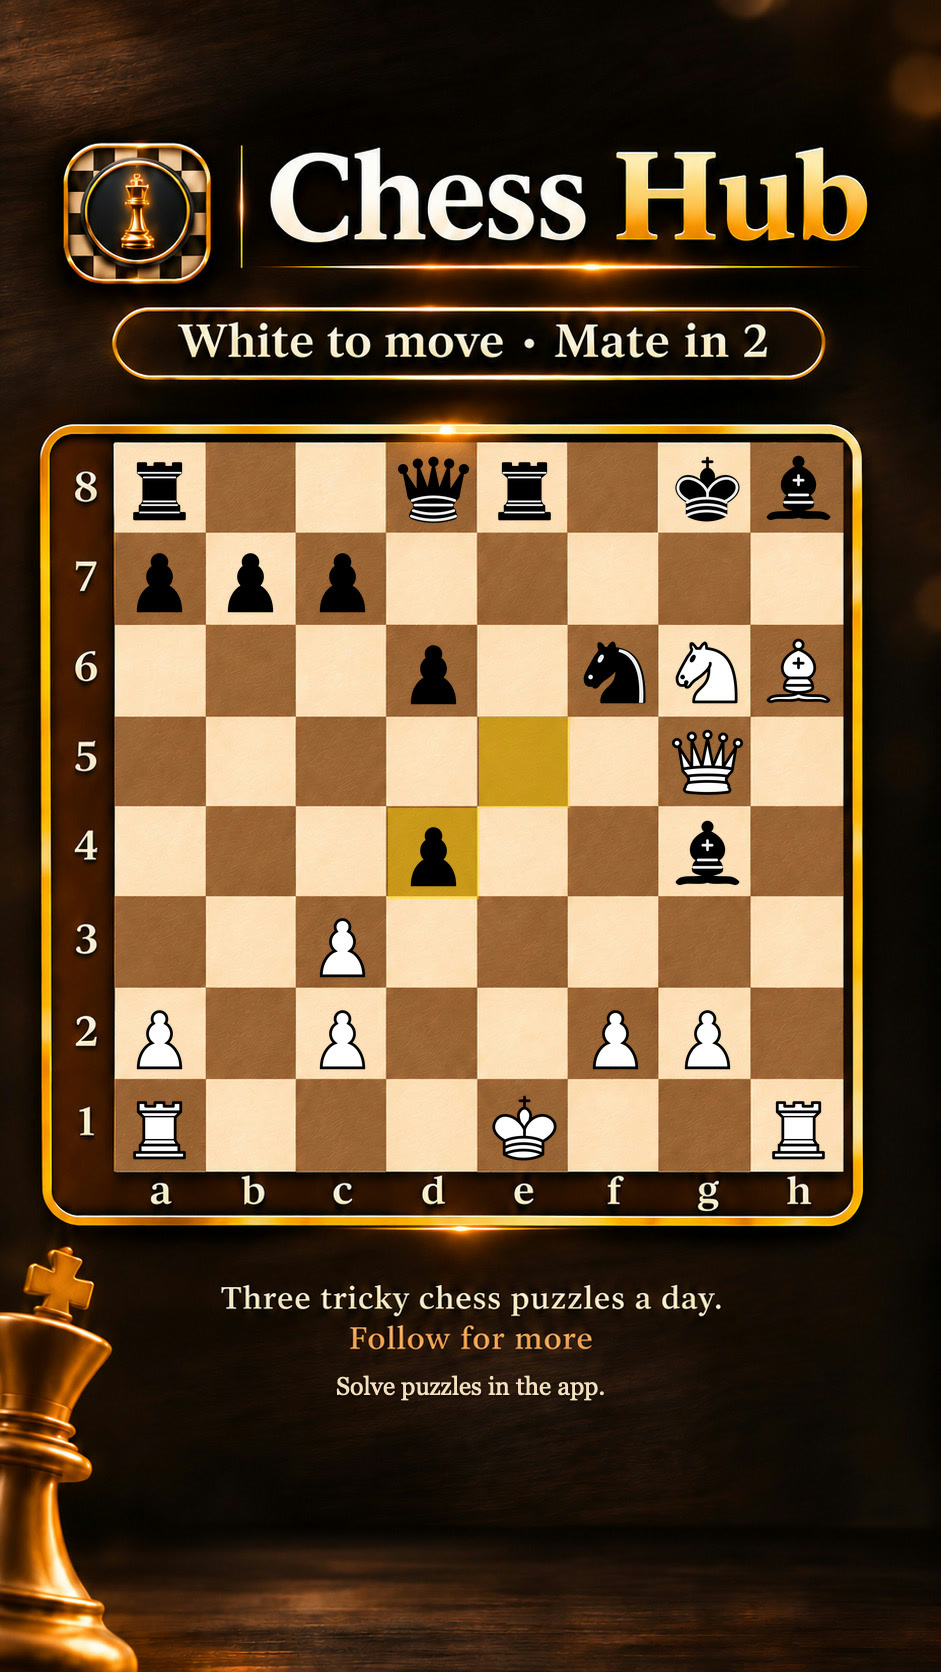 Chess Hub
White to move • Mate in 2
8
7
6
5
4
3
2
1
a b c d e f g h
Three tricky chess puzzles a day.
Follow for more
Solve puzzles in the app.